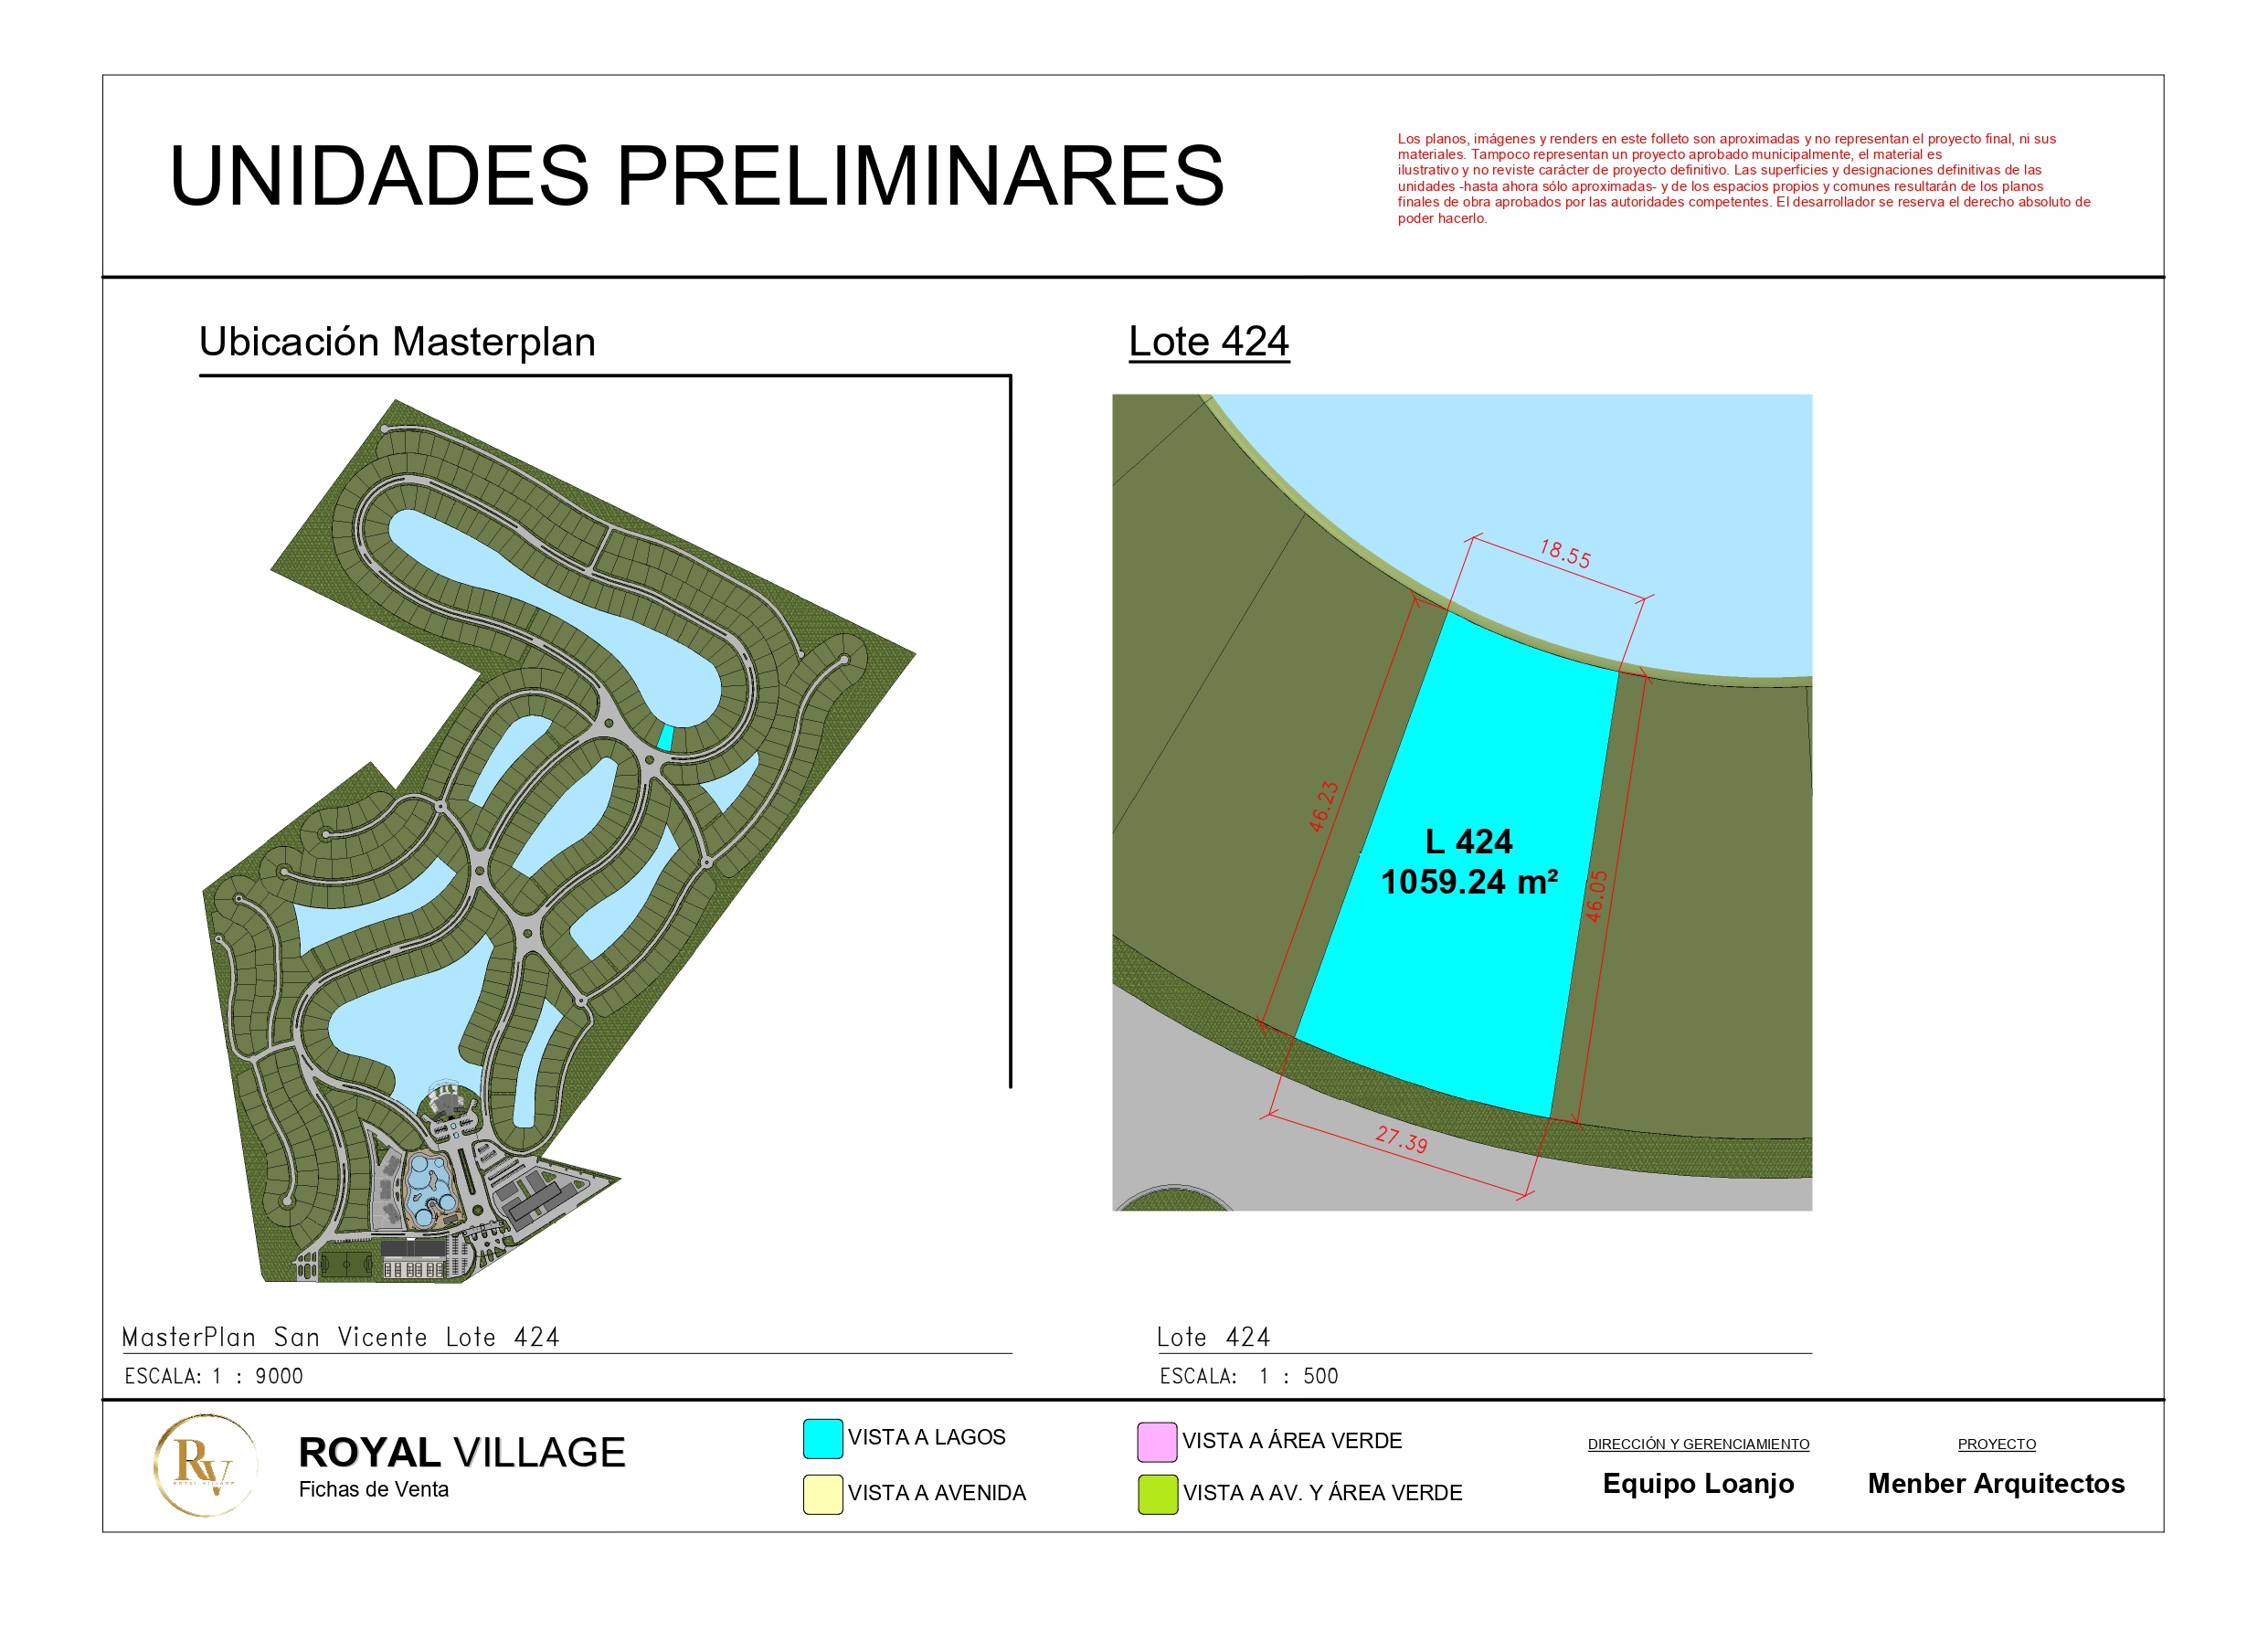 UNIDADES PRELIMINARES
Los planos, imágenes y renders en este folleto son aproximadas y no representan el proyecto final, ni sus
materiales. Tampoco representan un proyecto aprobado municipalmente, el material es
ilustrativo y no reviste carácter de proyecto definitivo. Las superficies y designaciones definitivas de las
unidades -hasta ahora sólo aproximadas- y de los espacios propios y comunes resultarán de los planos
finales de obra aprobados por las autoridades competentes. El desarrollador se reserva el derecho absoluto de
poder hacerlo.
Ubicación Masterplan
Lote 424
18.55
46.23
L 424
1059.24 m²
46.05
27.39
MasterPlan San Vicente Lote 424
ESCALA: 1 : 9000
Lote 424
ESCALA: 1 : 500
RV
ROYAL VILLAGE
ROYAL VILLAGE
Fichas de Venta
VISTA A LAGOS
VISTA A AVENIDA
VISTA A ÁREA VERDE
VISTA A AV. Y ÁREA VERDE
DIRECCIÓN Y GERENCIAMIENTO
Equipo Loanjo
PROYECTO
Menber Arquitectos